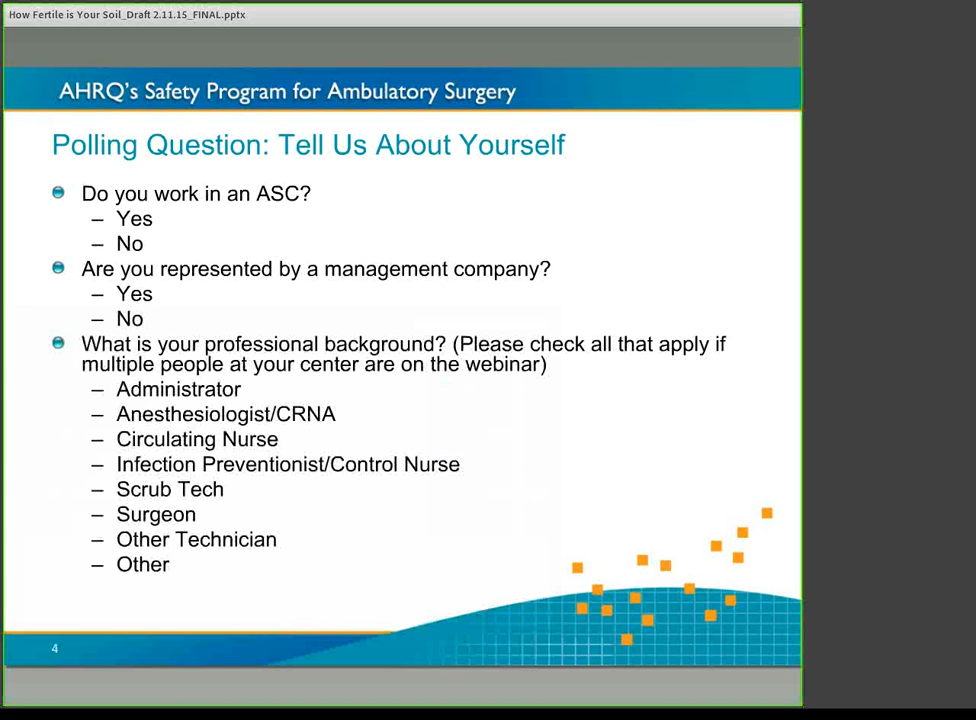 How Fertile is Your Soil_Draft 2.11.15_FINAL.pptx
AHRQ's Safety Program for Ambulatory Surgery
Polling Question: Tell Us About Yourself
Do you work in an ASC?
– Yes
– No
Are you represented by a management company?
– Yes
– No
What is your professional background? (Please check all that apply if
multiple people at your center are on the webinar)
– Administrator
– Anesthesiologist/CRNA
– Circulating Nurse
– Infection Preventionist/Control Nurse
– Scrub Tech
– Surgeon
– Other Technician
– Other
4